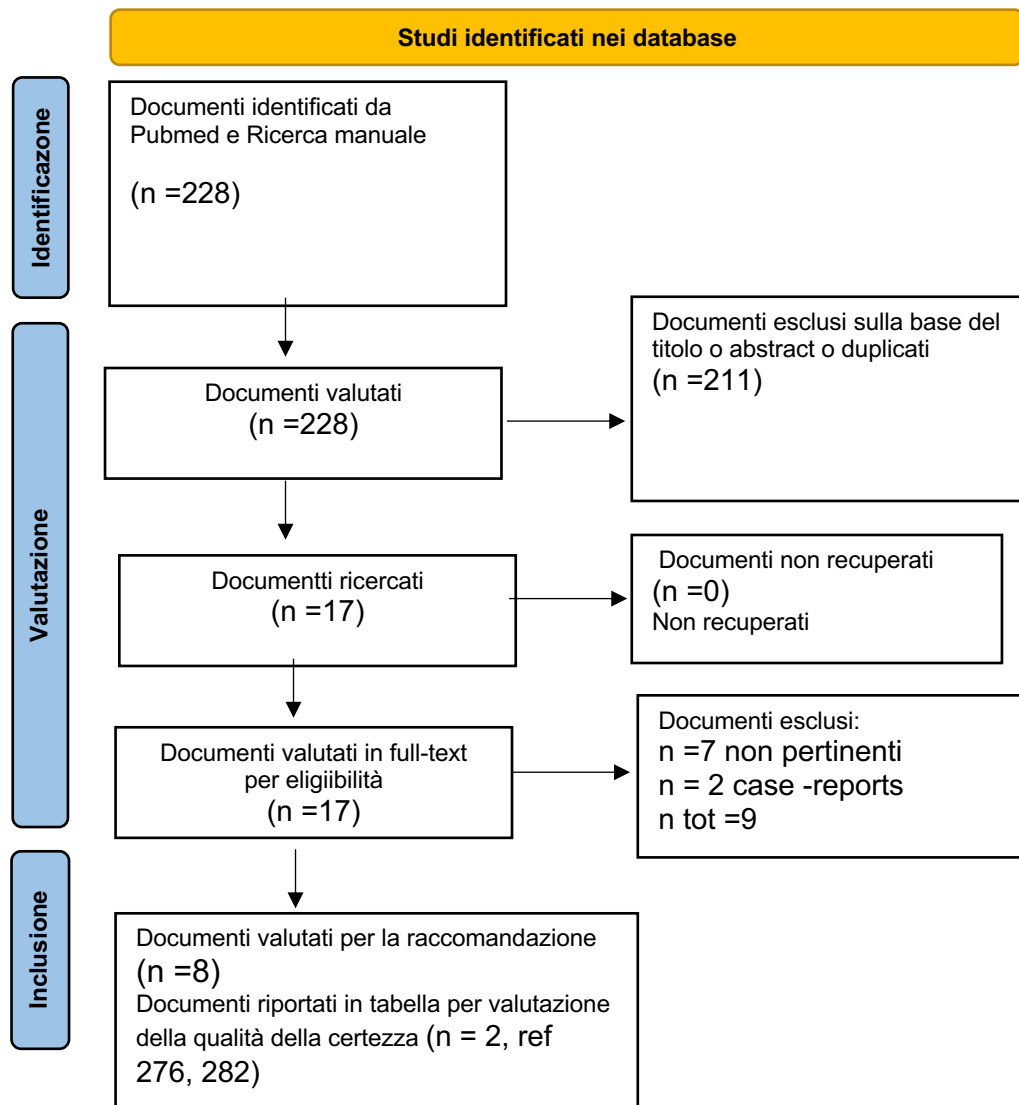 Studi identificati nei database
Identificazone
Documenti identificati da
Pubmed e Ricerca manuale
(n =228)
Valutazione
Documenti valutati
(n =228)
Documenti esclusi sulla base del
titolo o abstract o duplicati
(n =211)
Documentti ricercati
(n =17)
Documenti non recuperati
(n =0)
Non recuperati
Documenti valutati in full-text
per eligiibilità
(n =17)
Documenti esclusi:
n =7 non pertinenti
n = 2 case -reports
n tot =9
Inclusione
Documenti valutati per la raccomandazione
(n =8)
Documenti riportati in tabella per valutazione
della qualità della certezza (n = 2, ref
276, 282)